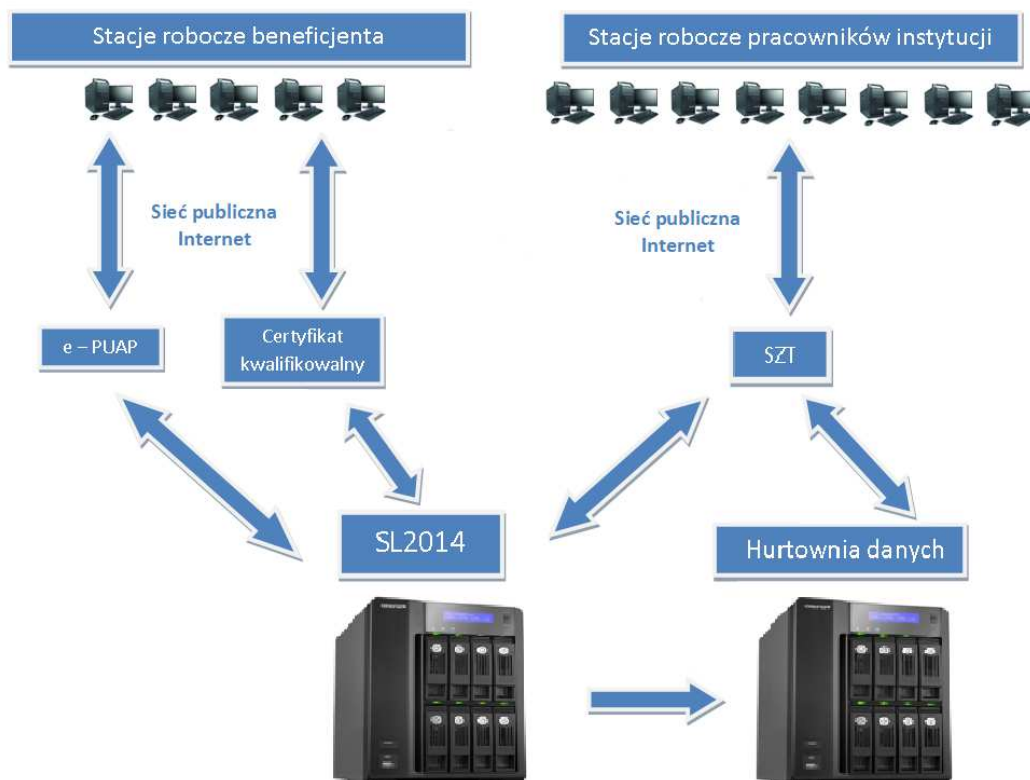 Stacje robocze beneficjenta
Stacje robocze pracowników instytucji
Sieć publiczna
Internet
Sieć publiczna
Internet
e – PUAP
Certyfikat
kwalifikowalny
SZT
SL2014
Hurtownia danych